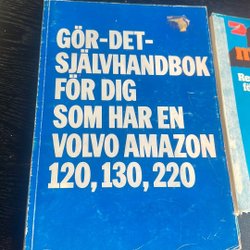 GÖR-DET-
SJÄLVHANDBOK
FÖR DIG
SOM HAR EN
VOLVO AMAZON
120, 130, 220